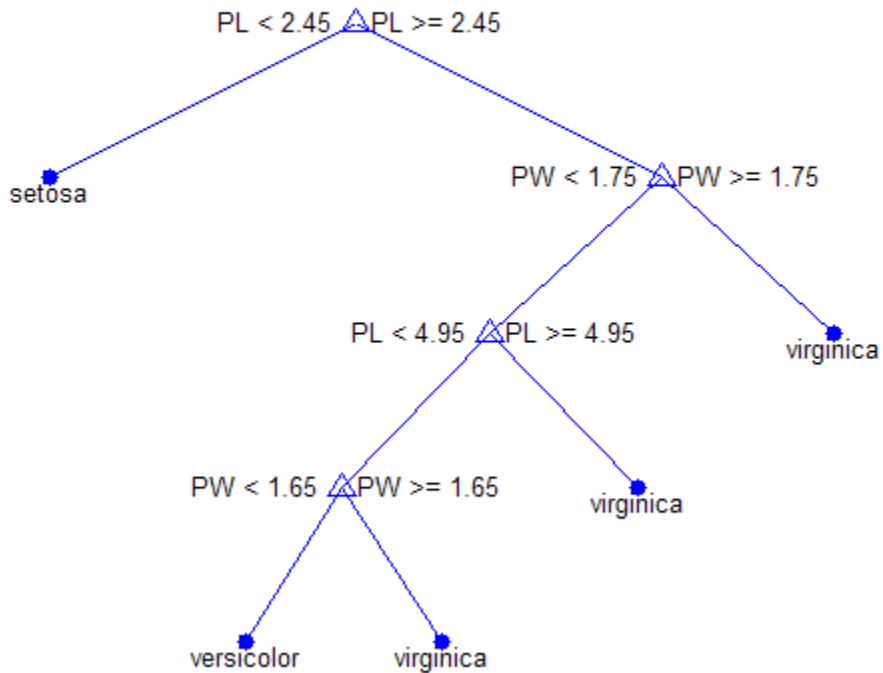 PL < 2.45 PL >= 2.45
setosa
PW < 1.75 PW >= 1.75
PL < 4.95 PL >= 4.95
virginica
PW < 1.65 PW >= 1.65
virginica
versicolor
virginica